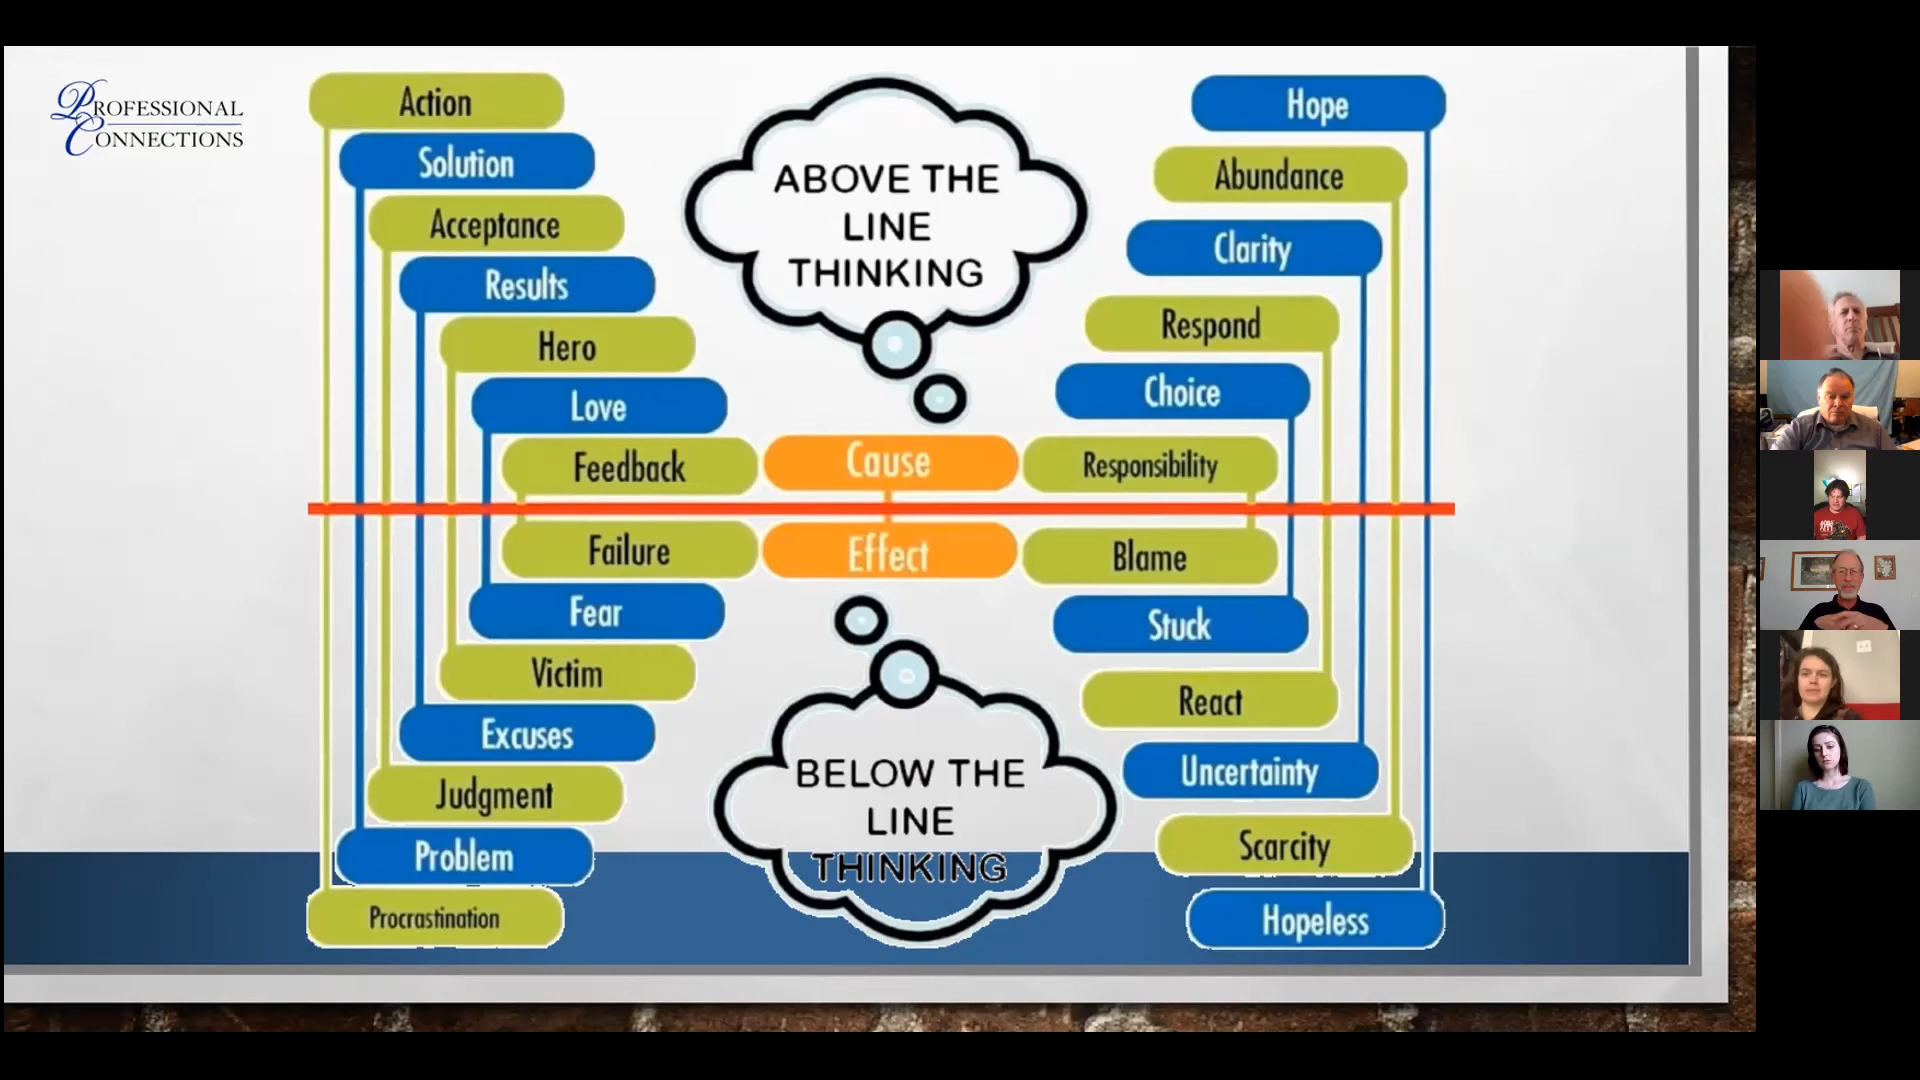 PROFESSIONAL
CONNECTIONS
Action
Solution
Acceptance
Results
Hero
Love
Feedback
ABOVE THE
LINE
THINKING
Cause
Hope
Abundance
Clarity
Respond
Choice
Responsibility
Failure
Fear
Victim
Excuses
Judgment
Problem
Procrastination
Effect
BELOW THE
LINE
THINKING
Blame
Stuck
React
Uncertainty
Scarcity
Hopeless